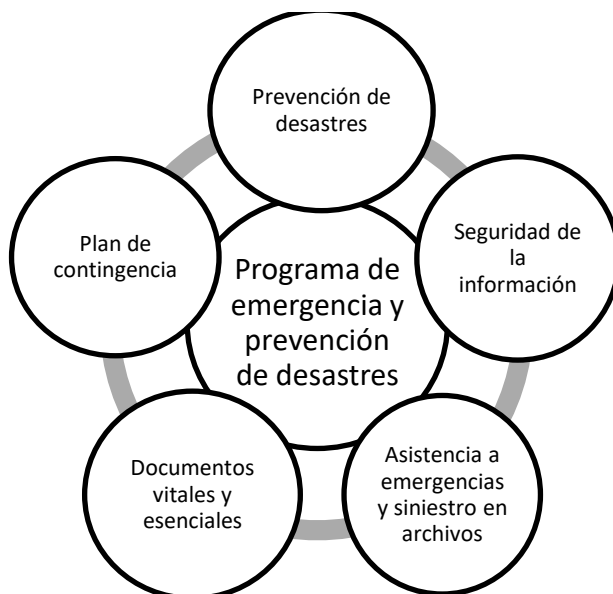 Prevención de
desastres
Seguridad de
la
información
Asistencia a
emergencias
y siniestro en
archivos
Documentos
vitales y
esenciales
Plan de
contingencia
Programa de
emergencia y
prevención
de desastres